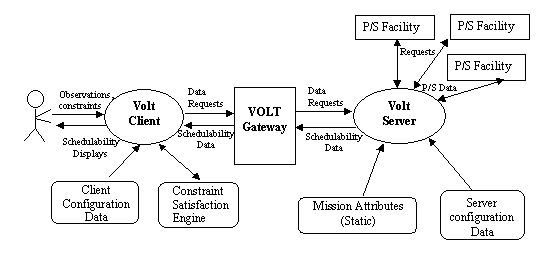 P/S Facility
P/S Facility
P/S Facility
Requests
P/S Data
Observations,
constraints
Schedulability
Displays
Volt
Client
Data
Requests
Schedulability
Data
VOLT
Gateway
Data
Requests
Schedulability
Data
Volt
Server
Client
Configuration
Data
Constraint
Satisfaction
Engine
Mission Attributes
(Static)
Server
configuration
Data